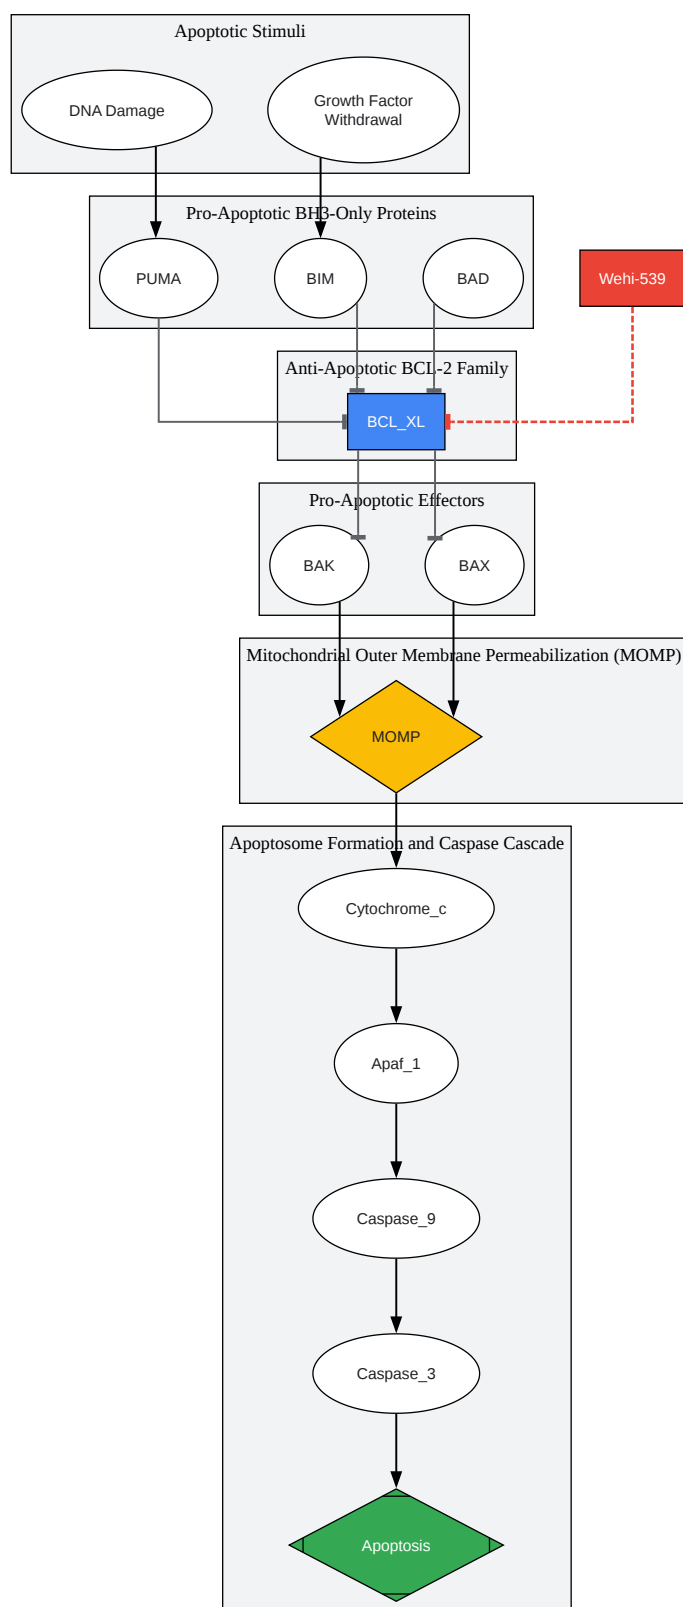 Apoptotic Stimuli
DNA Damage
Growth Factor
Withdrawal
Pro-Apoptotic BH3-Only Proteins
PUMA
BIM
BAD
Wehi-539
Anti-Apoptotic BCL-2 Family
BCL_XL
Pro-Apoptotic Effectors
BAK
BAX
Mitochondrial Outer Membrane Permeabilization (MOMP)
MOMP
Apoptosome Formation and Caspase Cascade
Cytochrome_c
Apaf_1
Caspase_9
Caspase_3
Apoptosis